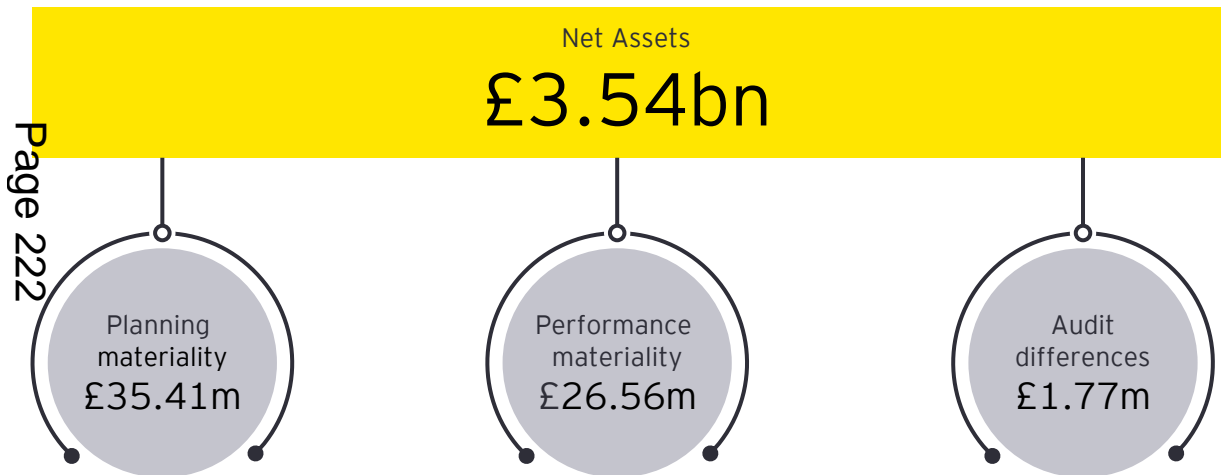 Net Assets
£3.54bn
Page 222
Planning
materiality
£35.41m
Performance
materiality
£26.56m
Audit
differences
£1.77m